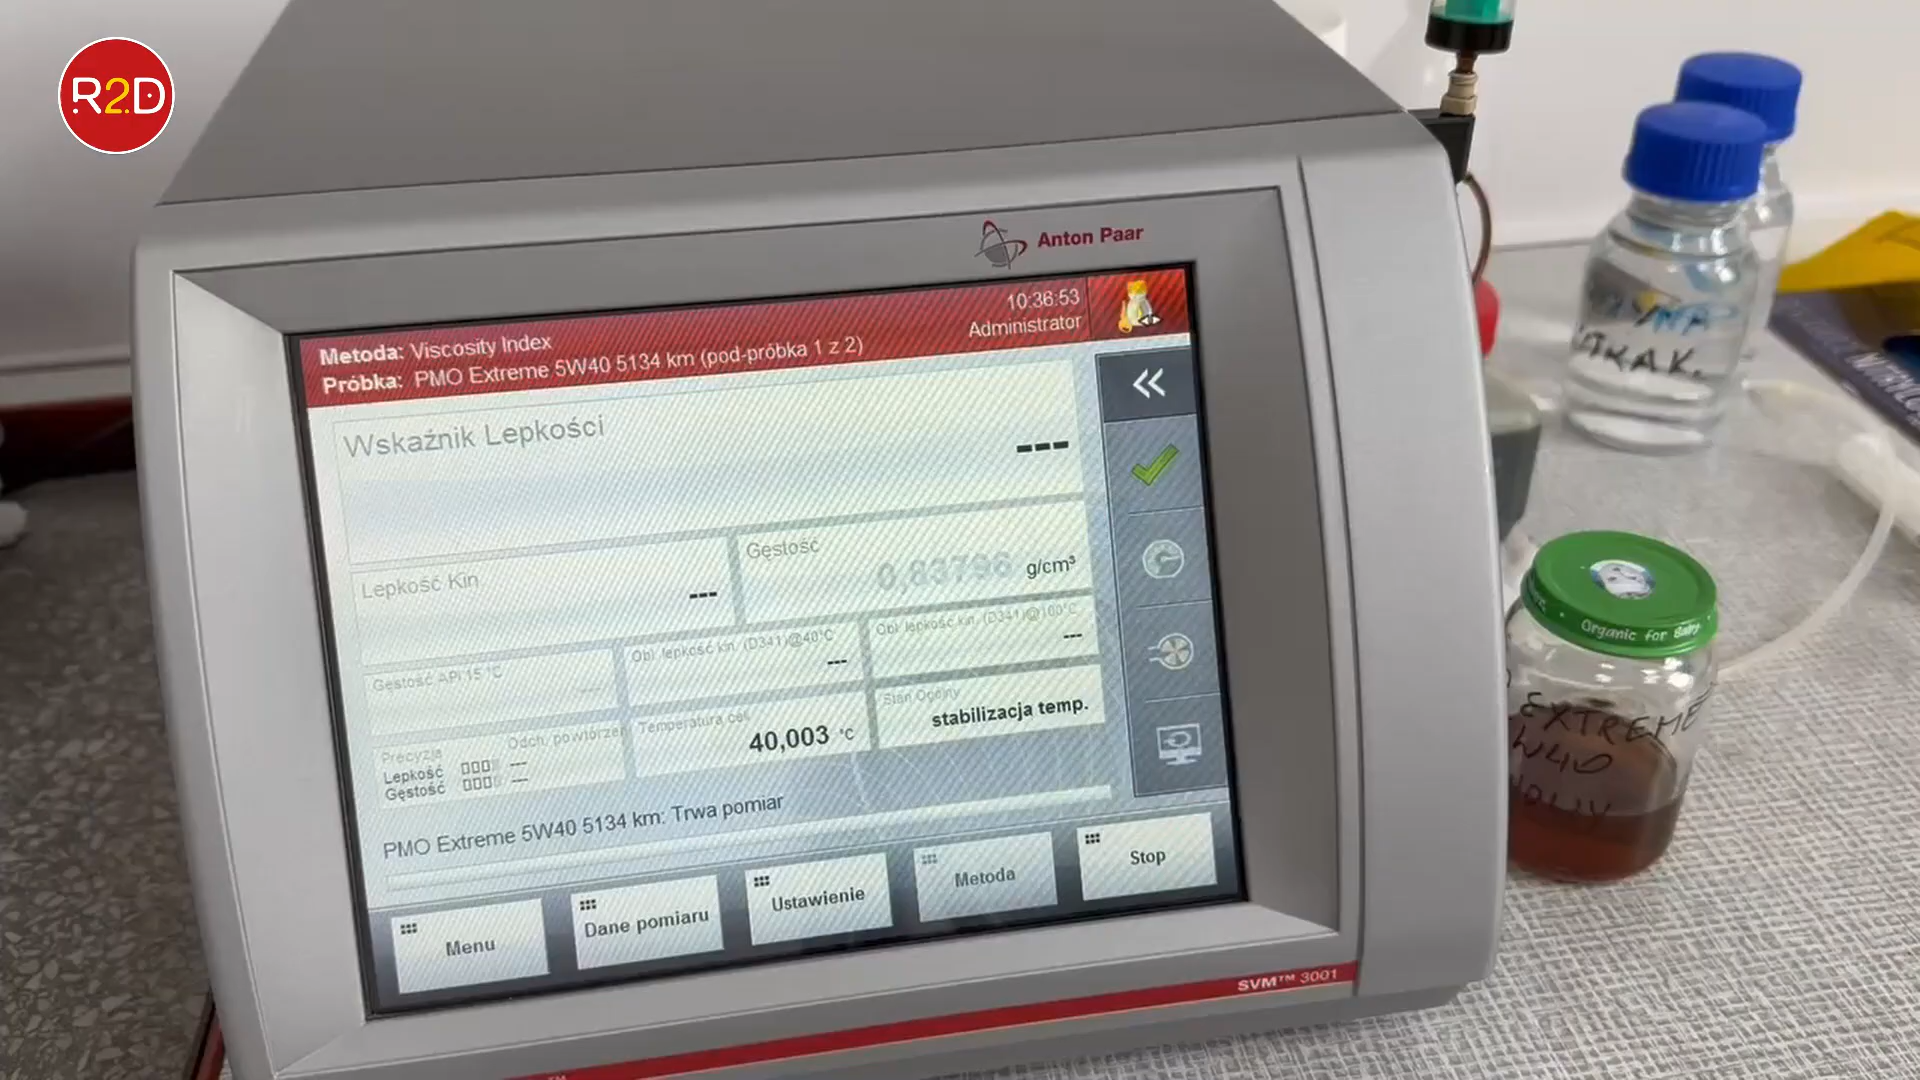 R2D
Anton Paar
10:36:53
Administrator
Metoda: Viscosity Index
Próbka: PMO Extreme 5W40 5134 km (pod-próbka 1 z 2)
Wskaźnik Lepkości
---
Lepkość Kin
---
Gęstość
0,83796 g/cm³
Gęstość API 15°C
---
Obl. lepkość kin. (D341)@40°C
---
Obl. lepkość kin. (D341)@100°C
---
Precyzja
Odch. powtórzeń
Lepkość ---
Gęstość ---
Temperatura cel
40,003 °C
Stan Ogólny
stabilizacja temp.
PMO Extreme 5W40 5134 km: Trwa pomiar
Menu
Dane pomiaru
Ustawienie
Metoda
Stop
SVM™ 3001
Organic for Baby
EXTREME
W40